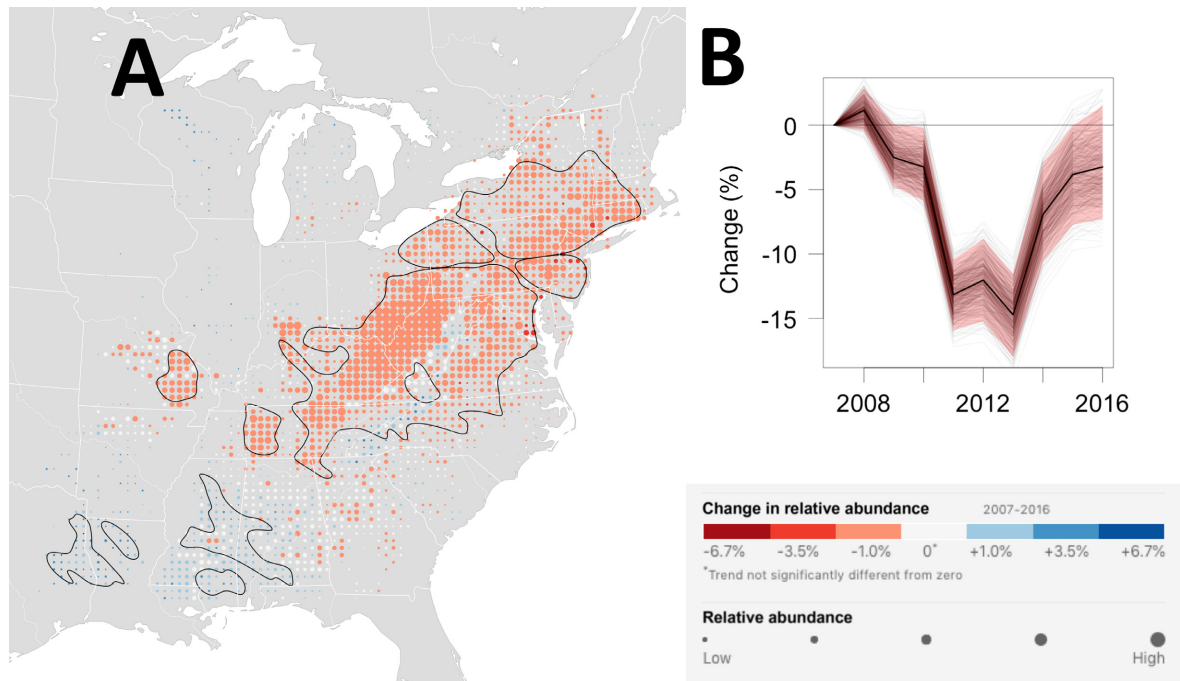 A
B
0
-5
-10
-15
Change (%)
2008 2012 2016
Change in relative abundance 2007-2016
-6.7% -3.5% -1.0% 0* +1.0% +3.5% +6.7%
*Trend not significantly different from zero
Relative abundance
Low High